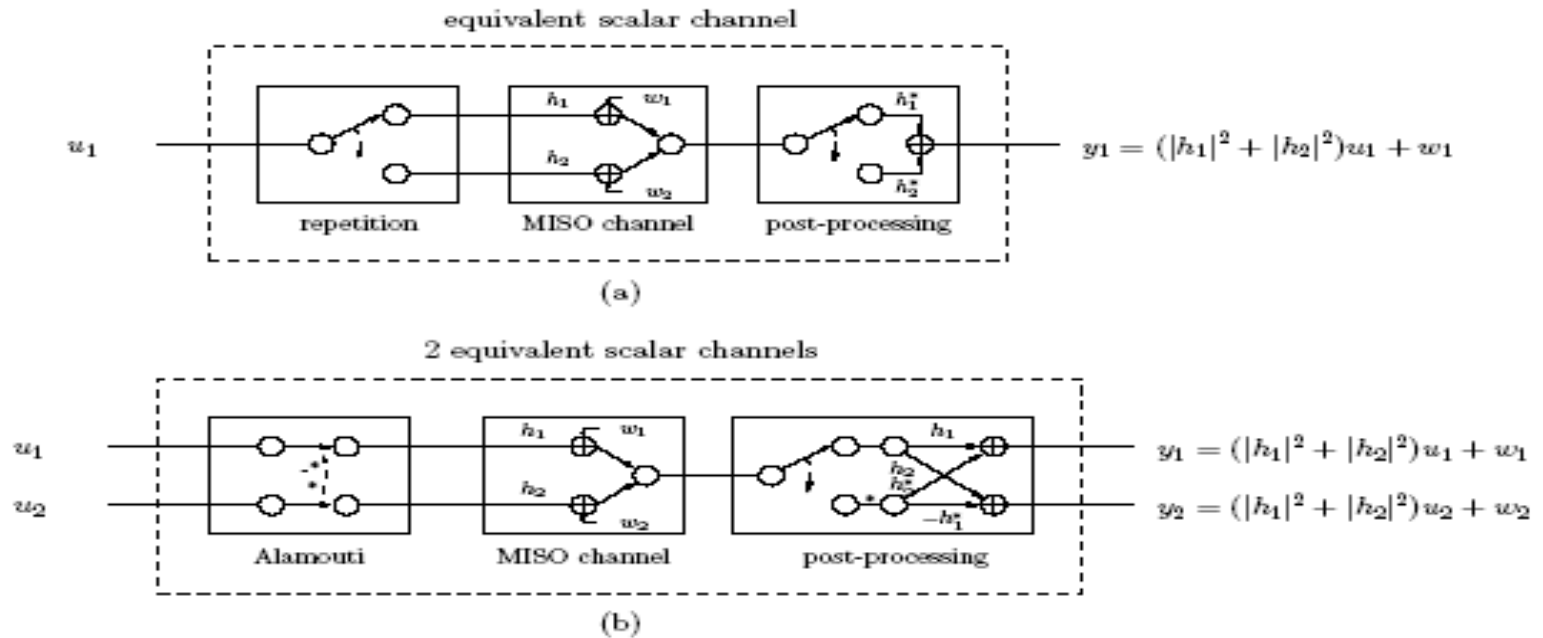 equivalent scalar channel
h₁ w₁ h₁*
u₁ y₁ = (|h₁|² + |h₂|²)u₁ + w₁
h₂ w₂ h₂*
repetition MISO channel post-processing
(a)
2 equivalent scalar channels
h₁ w₁ h₁
u₁ y₁ = (|h₁|² + |h₂|²)u₁ + w₁
-* h₂
* h₂ *
u₂ y₂ = (|h₁|² + |h₂|²)u₂ + w₂
w₂ -h₁*
Alamouti MISO channel post-processing
(b)